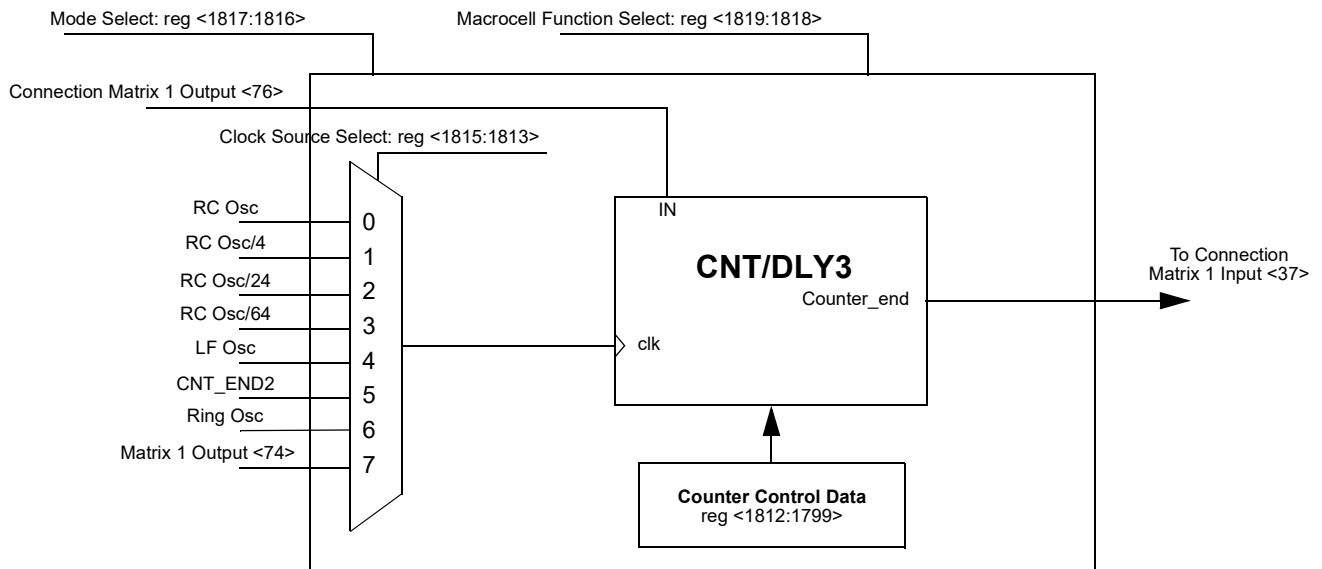 Mode Select: reg <1817:1816>
Macrocell Function Select: reg <1819:1818>
Connection Matrix 1 Output <76>
Clock Source Select: reg <1815:1813>
RC Osc
0
RC Osc/4
1
RC Osc/24
2
RC Osc/64
3
LF Osc
4
CNT_END2
5
Ring Osc
6
Matrix 1 Output <74>
7
IN
CNT/DLY3
Counter_end
clk
To Connection
Matrix 1 Input <37>
Counter Control Data
reg <1812:1799>